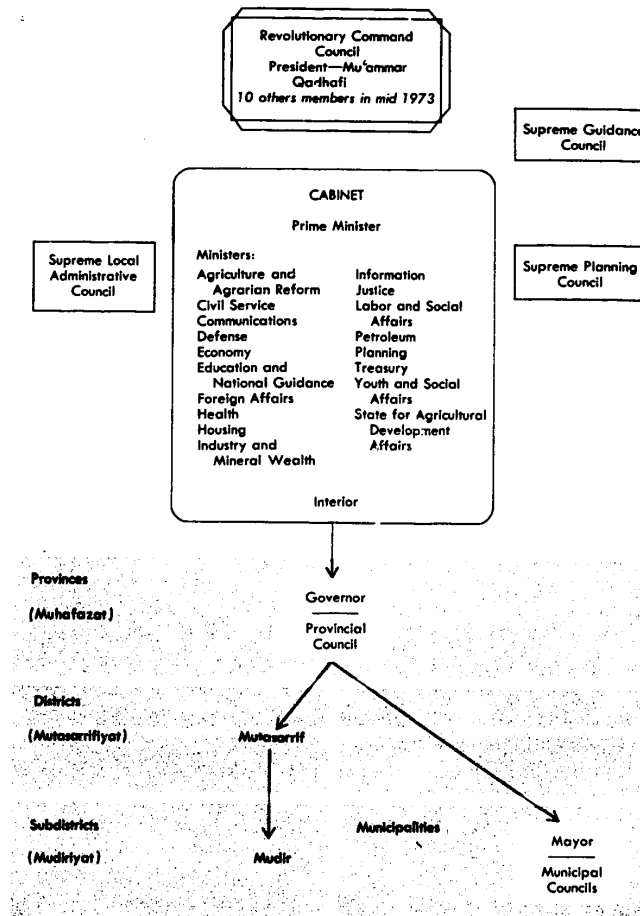 Revolutionary Command
Council
President—Mu'ammar
Qadhafi
10 others members in mid 1973
Supreme Guidance
Council
CABINET
Prime Minister
Supreme Local
Administrative
Council
Supreme Planning
Council
Ministers:
Agriculture and
Agrarian Reform
Civil Service
Communications
Defense
Economy
Education and
National Guidance
Foreign Affairs
Health
Housing
Industry and
Mineral Wealth
Information
Justice
Labor and Social
Affairs
Petroleum
Planning
Treasury
Youth and Social
Affairs
State for Agricultural
Development
Affairs
Interior
Provinces
(Muhafazat)
Governor
Provincial
Council
Districts
(Mutasarrifiyat)
Mutasarrif
Subdistricts
(Mudiriyat)
Mudir
Municipalities
Mayor
Municipal
Councils